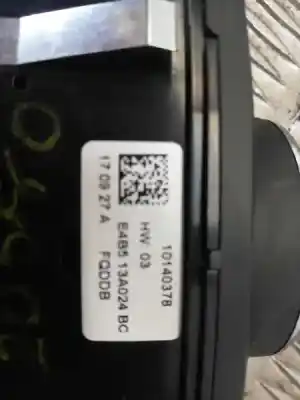 10140378
HW 03
E4B5 13A024 BC
17 09 27 A FQDDB